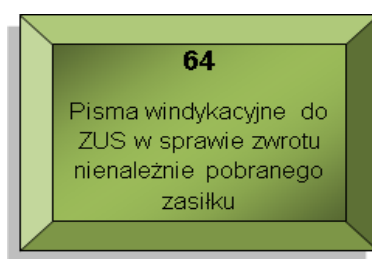 64
Pisma windykacyjne do
ZUS w sprawie zwrotu
nienależnie pobranego
zasiłku